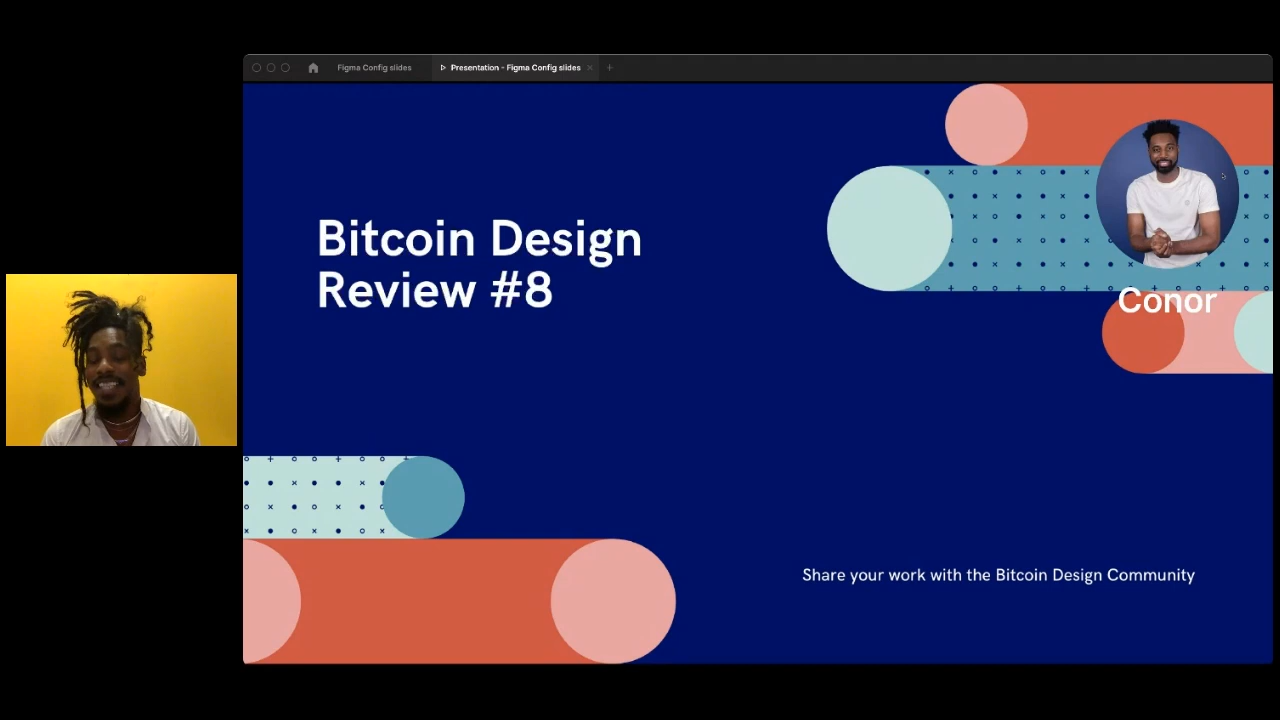 Figma Config slides
Presentation - Figma Config slides
Bitcoin Design
Review #8
Conor
Share your work with the Bitcoin Design Community